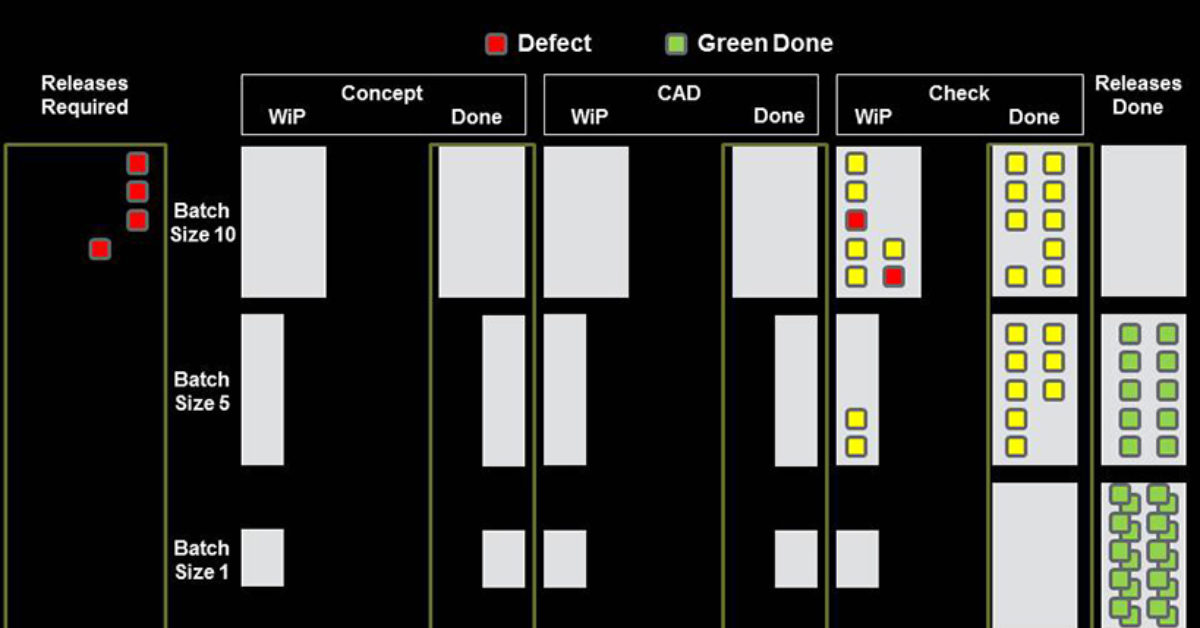 Defect
Green Done
Releases
Required
Concept
WiP
Done
CAD
WiP
Done
Check
WiP
Done
Releases
Done
Batch
Size 10
Batch
Size 5
Batch
Size 1